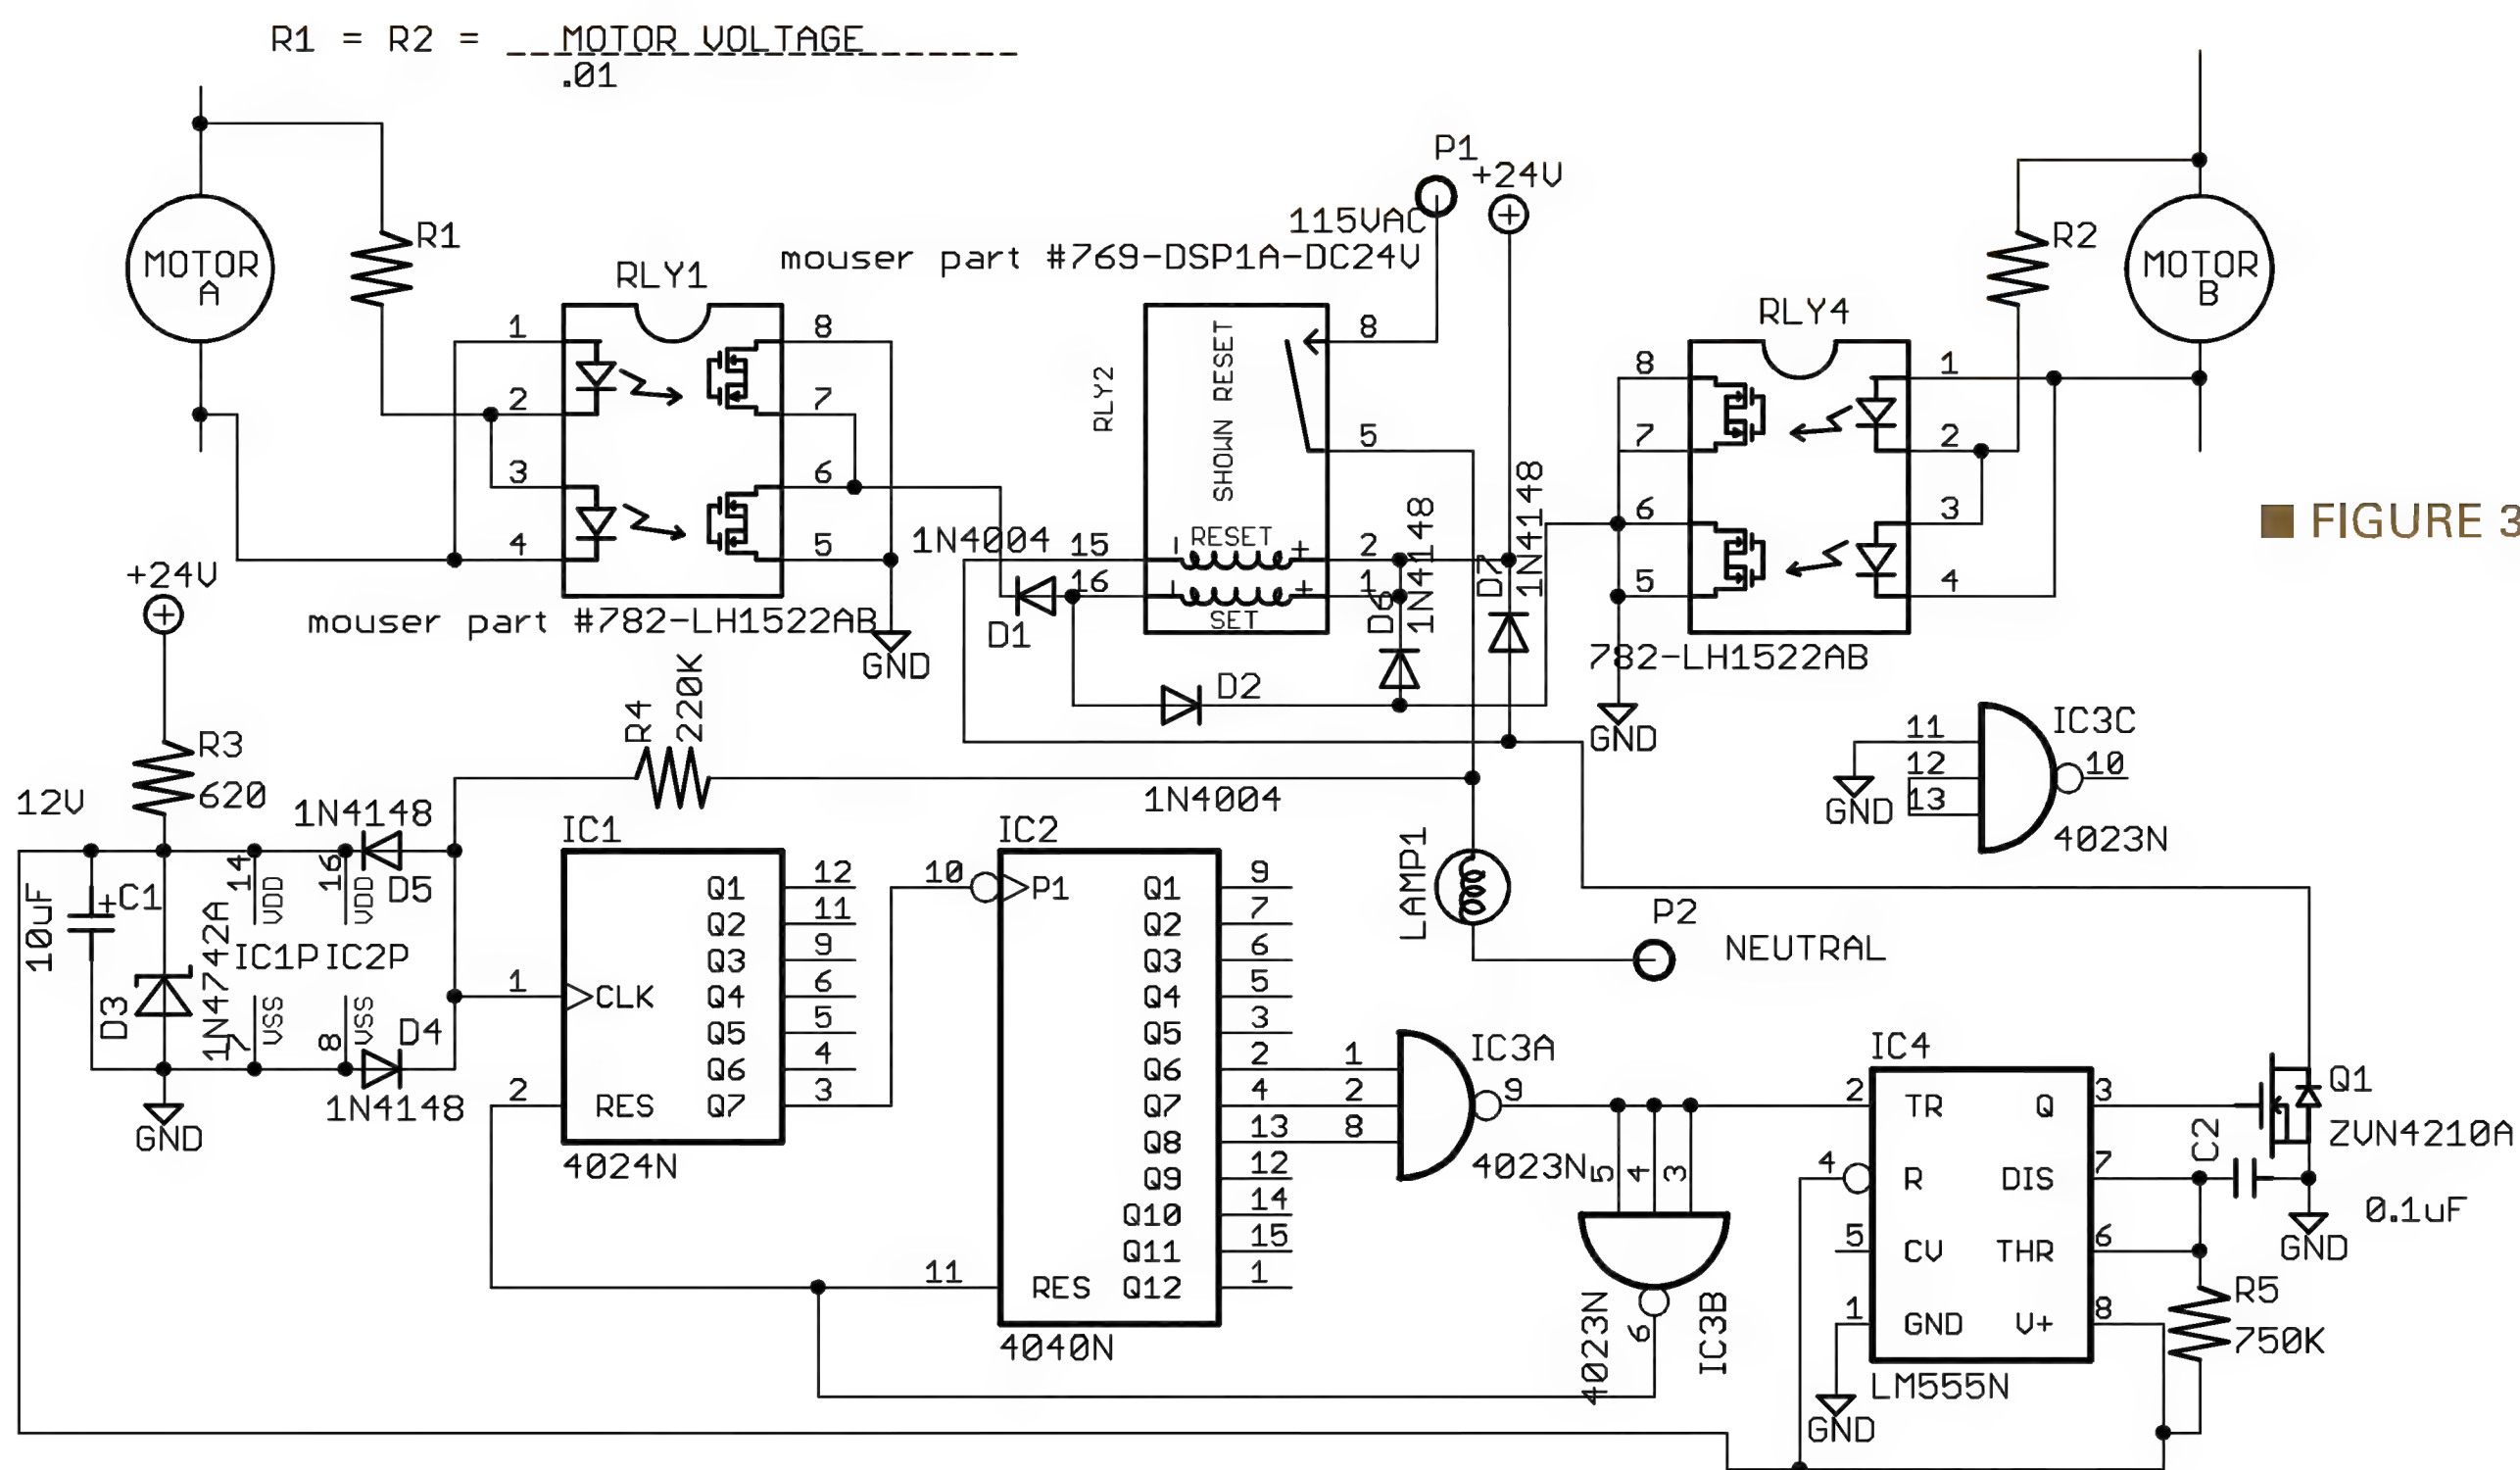 R1 = R2 = MOTOR VOLTAGE
.01
P1
+24V
115VAC
mouser part #769-DSP1A-DC24V
MOTOR
A
R1
RLY1
1
2
3
4
8
7
6
5
mouser part #782-LH1522AB
GND
RLY2
SHOWN RESET
8
5
RESET
SET
- +
- +
15
16
2
1
1N4004
D1
D2
D6
1N4148
D7
1N4148
RLY4
8
7
6
5
1
2
3
4
782-LH1522AB
GND
R2
MOTOR
B
FIGURE 3
+24V
R3
620
12V
R4
220K
1N4148
D5
10uF
+C1
D3
1N4742A
14
VDD
16
VDD
IC1P
IC2P
7
VSS
8
VSS
D4
1N4148
GND
IC1
CLK
RES
1
2
Q1 12
Q2 11
Q3 9
Q4 6
Q5 5
Q6 4
Q7 3
4024N
1N4004
IC2
10
P1
11
RES
Q1 9
Q2 7
Q3 6
Q4 5
Q5 3
Q6 2
Q7 4
Q8 13
Q9 12
Q10 14
Q11 15
Q12 1
4040N
LAMP1
P2
NEUTRAL
IC3C
11
12
13
10
GND
4023N
IC3A
1
2
8
9
4023N
5
4
3
6
4023N
IC3B
IC4
2 TR
4 R
5 CV
1 GND
Q 3
DIS 7
THR 6
V+ 8
LM555N
GND
Q1
ZVN4210A
C2
0.1uF
GND
R5
750K